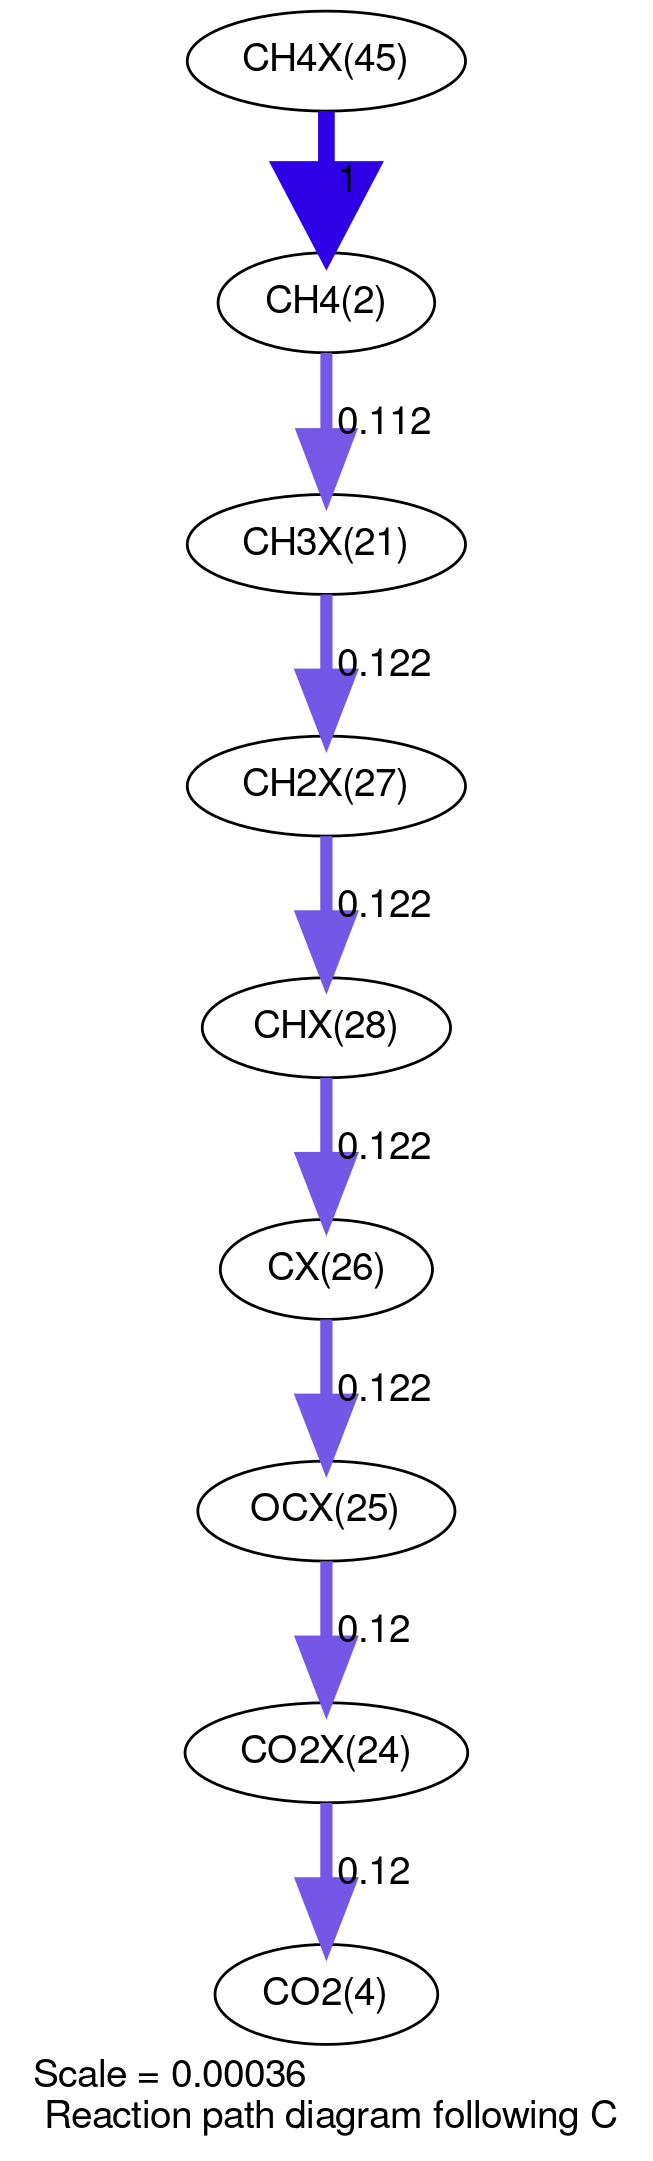 CH4X(45)
1
CH4(2)
0.112
CH3X(21)
0.122
CH2X(27)
0.122
CHX(28)
0.122
CX(26)
0.122
OCX(25)
0.12
CO2X(24)
0.12
CO2(4)
Scale = 0.00036
Reaction path diagram following C